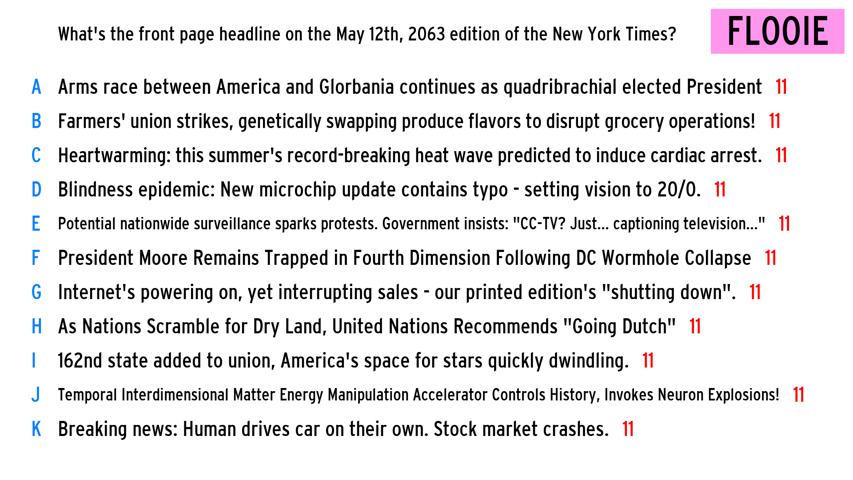 What's the front page headline on the May 12th, 2063 edition of the New York Times? FLOOIE
A Arms race between America and Glorbania continues as quadribrachial elected President 11
B Farmers' union strikes, genetically swapping produce flavors to disrupt grocery operations! 11
C Heartwarming: this summer's record-breaking heat wave predicted to induce cardiac arrest. 11
D Blindness epidemic: New microchip update contains typo - setting vision to 20/0. 11
E Potential nationwide surveillance sparks protests. Government insists: "CC-TV? Just... captioning television..." 11
F President Moore Remains Trapped in Fourth Dimension Following DC Wormhole Collapse 11
G Internet's powering on, yet interrupting sales - our printed edition's "shutting down". 11
H As Nations Scramble for Dry Land, United Nations Recommends "Going Dutch" 11
I 162nd state added to union, America's space for stars quickly dwindling. 11
J Temporal Interdimensional Matter Energy Manipulation Accelerator Controls History, Invokes Neuron Explosions! 11
K Breaking news: Human drives car on their own. Stock market crashes. 11